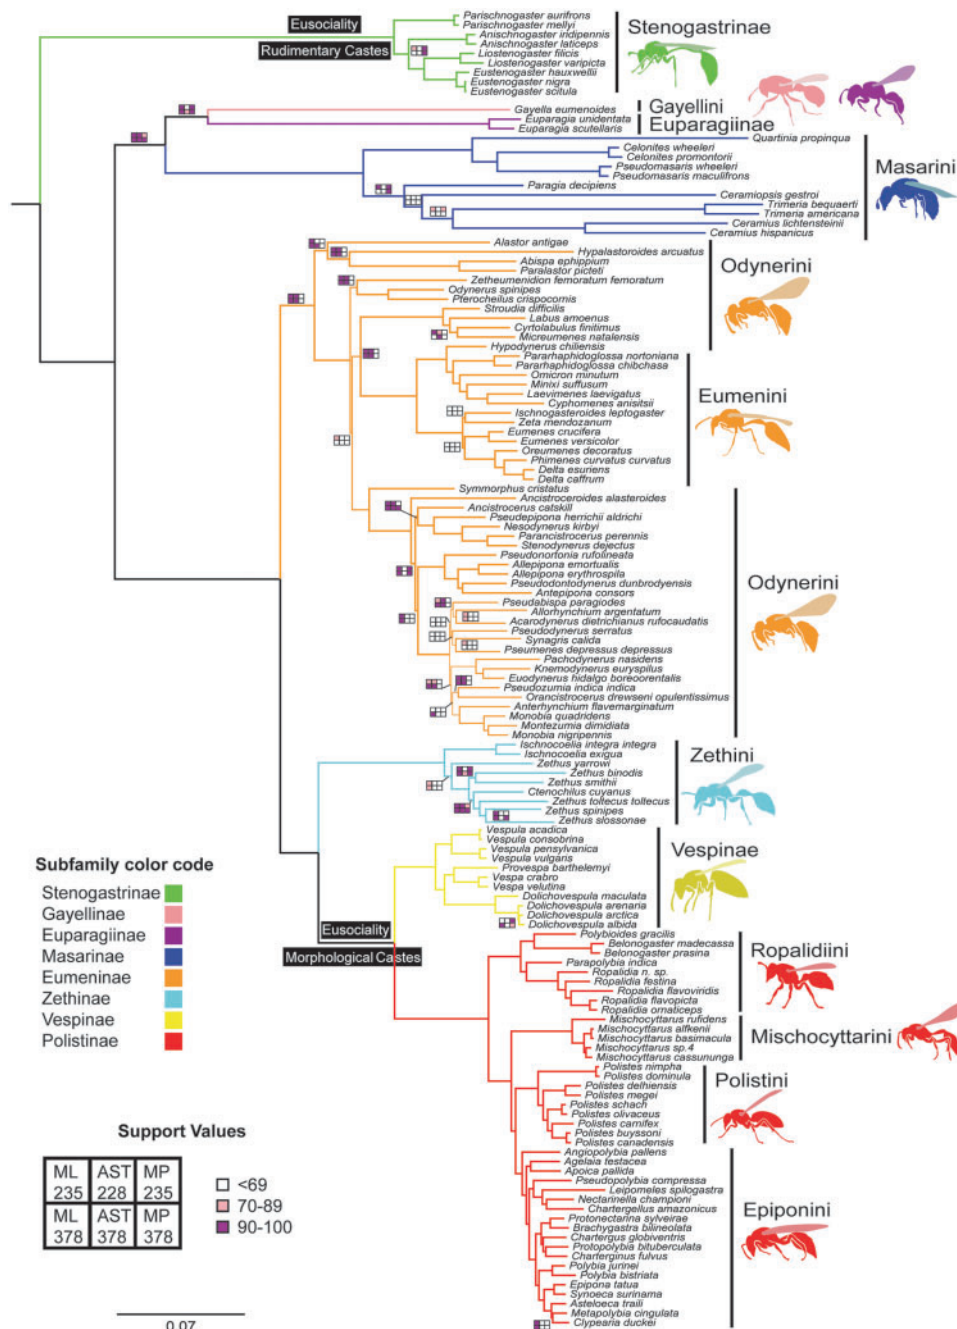 Eusociality
Rudimentary Castes
Parischnogaster aurifrons
Parischnogaster mellyi
Anischnogaster iridipennis
Anischnogaster laticeps
Liostenogaster filicis
Liostenogaster varipicta
Eustenogaster hauxwellii
Eustenogaster nigra
Eustenogaster scitula
Stenogastrinae
Gayella eumenoides
Euparagia unidentata
Euparagia scutellaris
Gayellini
Euparagiinae
Quartinia propinqua
Celonites wheeleri
Celonites promontorii
Pseudomasaris wheeleri
Pseudomasaris maculifrons
Paragia decipiens
Ceramiopsis gestroi
Trimeria bequaerti
Trimeria americana
Ceramius lichtensteinii
Ceramius hispanicus
Masarini
Alastor antigae
Hypalastoroides arcuatus
Abispa ephippium
Paralastor picteti
Zetheumenidion femoratum femoratum
Odynerus spinipes
Pterocheilus crispocornis
Stroudia difficilis
Labus amoenus
Cyrtolabulus finitimus
Micreumenes natalensis
Odynerini
Hypodynerus chiliensis
Pararhaphidoglossa nortoniana
Pararhaphidoglossa chibchasa
Omicron minutum
Minixi suffusum
Laevimenes laevigatus
Cyphomenes anisitsii
Ischnogasteroides leptogaster
Zeta mendozanum
Eumenes crucifera
Eumenes versicolor
Oreumenes decoratus
Phimenes curvatus curvatus
Delta esuriens
Delta caffrum
Eumenini
Symmorphus cristatus
Ancistroceroides alasteroides
Ancistrocerus catskill
Pseudepipona herrichii aldrichi
Nesodynerus kirbyi
Parancistrocerus perennis
Stenodynerus dejectus
Pseudonortonia rufolineata
Allepipona emortualis
Allepipona erythrospila
Pseudodontodynerus dunbrodyensis
Antepipona consors
Pseudabispa paragiodes
Allorhynchium argentatum
Acarodynerus dietrichianus rufocaudatis
Pseudodynerus serratus
Synagris calida
Pseumenes depressus depressus
Pachodynerus nasidens
Knemodynerus euryspilus
Euodynerus hidalgo boreoorentalis
Pseudozumia indica indica
Orancistrocerus drewseni opulentissimus
Anterhynchium flavemarginatum
Monobia quadridens
Montezumia dimidiata
Monobia nigripennis
Odynerini
Ischnocoelia integra integra
Ischnocoelia exigua
Zethus yarrowi
Zethus binodis
Zethus smithii
Ctenochilus cuyanus
Zethus toltecus toltecus
Zethus spinipes
Zethus slossonae
Zethini
Vespula acadica
Vespula consobrina
Vespula pensylvanica
Vespula vulgaris
Provespa barthelemyi
Vespa crabro
Vespa velutina
Dolichovespula maculata
Dolichovespula arenaria
Dolichovespula arctica
Dolichovespula albida
Vespinae
Eusociality
Morphological Castes
Polybioides gracilis
Belonogaster madecassa
Belonogaster prasina
Parapolybia indica
Ropalidia n. sp.
Ropalidia festina
Ropalidia flavoviridis
Ropalidia flavopicta
Ropalidia ornaticeps
Ropalidiini
Mischocyttarus rufidens
Mischocyttarus alfkenii
Mischocyttarus basimacula
Mischocyttarus sp.4
Mischocyttarus cassununga
Mischocyttarini
Polistes nimpha
Polistes dominula
Polistes delhiensis
Polistes megei
Polistes schach
Polistes olivaceus
Polistes carnifex
Polistes buyssoni
Polistes canadensis
Polistini
Angiopolybia pallens
Agelaia testacea
Apoica pallida
Pseudopolybia compressa
Leipomeles spilogastra
Nectarinella championi
Chartergellus amazonicus
Protonectarina sylveirae
Brachygastra bilineolata
Chartergus globiventris
Protopolybia bituberculata
Charterginus fulvus
Polybia jurinei
Polybia bistriata
Epipona tatua
Synoeca surinama
Asteloeca traili
Metapolybia cingulata
Clypearia duckei
Epiponini
Subfamily color code
Stenogastrinae
Gayellinae
Euparagiinae
Masarinae
Eumeninae
Zethinae
Vespinae
Polistinae
Support Values
ML 235 AST 228 MP 235
ML 378 AST 378 MP 378
<69
70-89
90-100
0.07